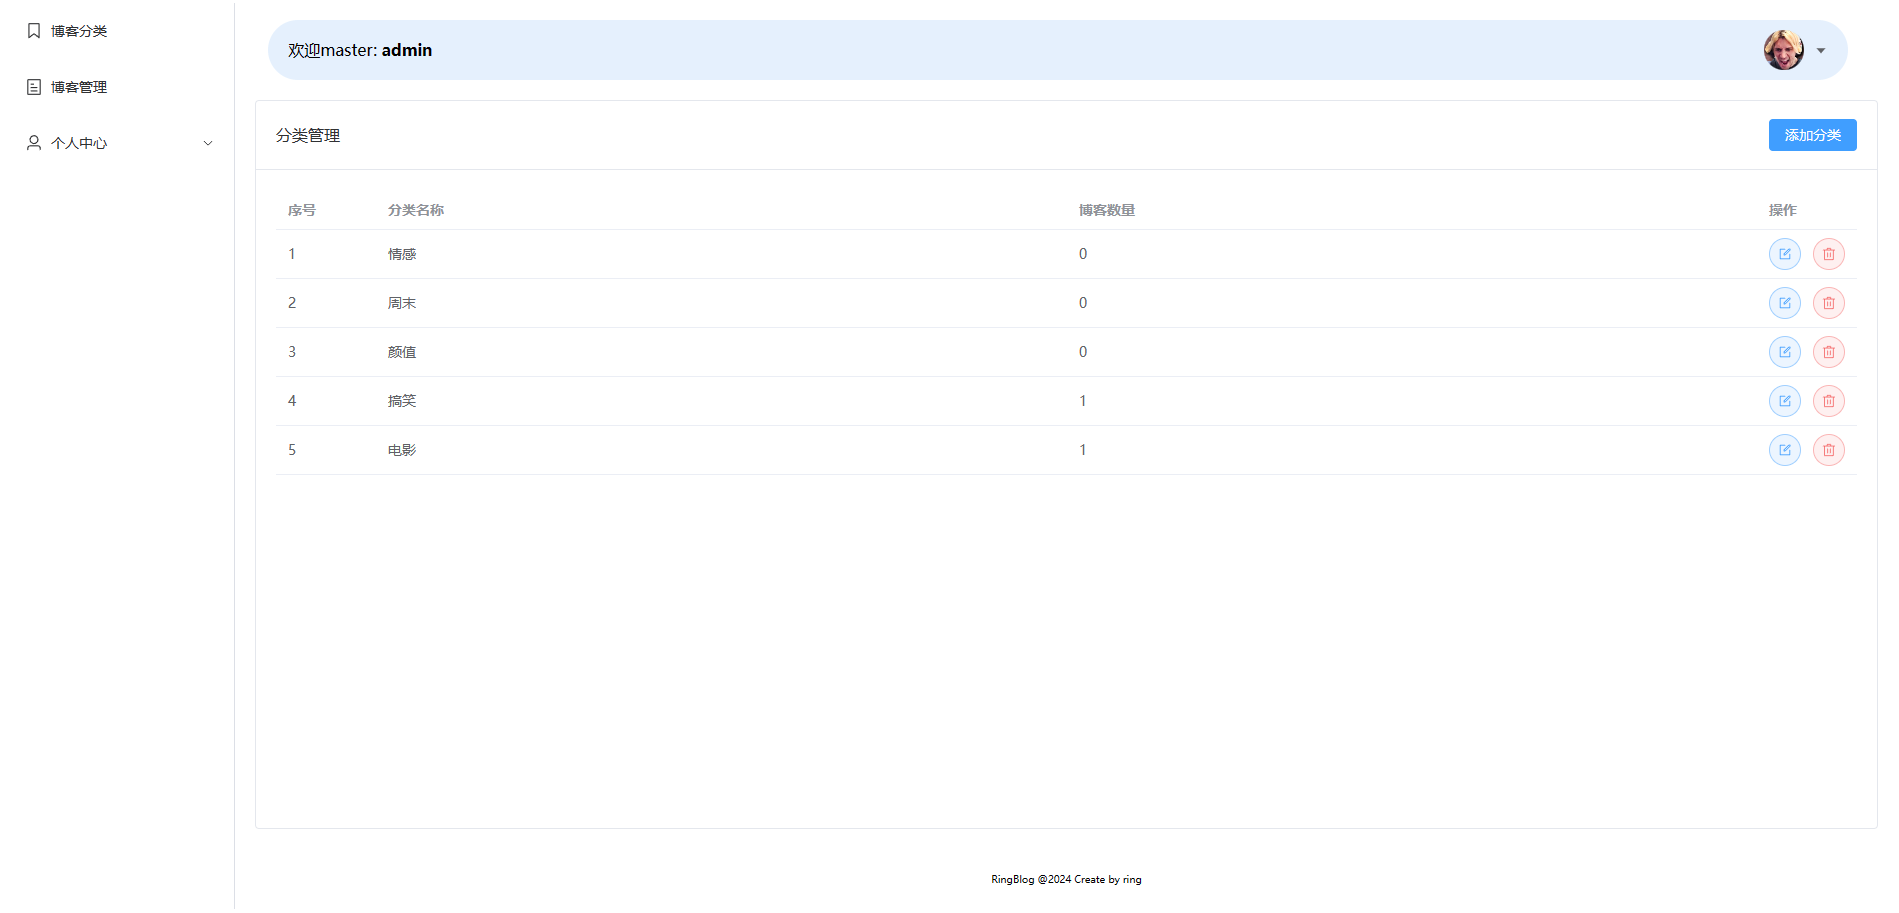 博客分类
博客管理
个人中心
欢迎master: admin
分类管理
添加分类
序号 分类名称 博客数量 操作
1 情感 0
2 周末 0
3 颜值 0
4 搞笑 1
5 电影 1
RingBlog @2024 Create by ring